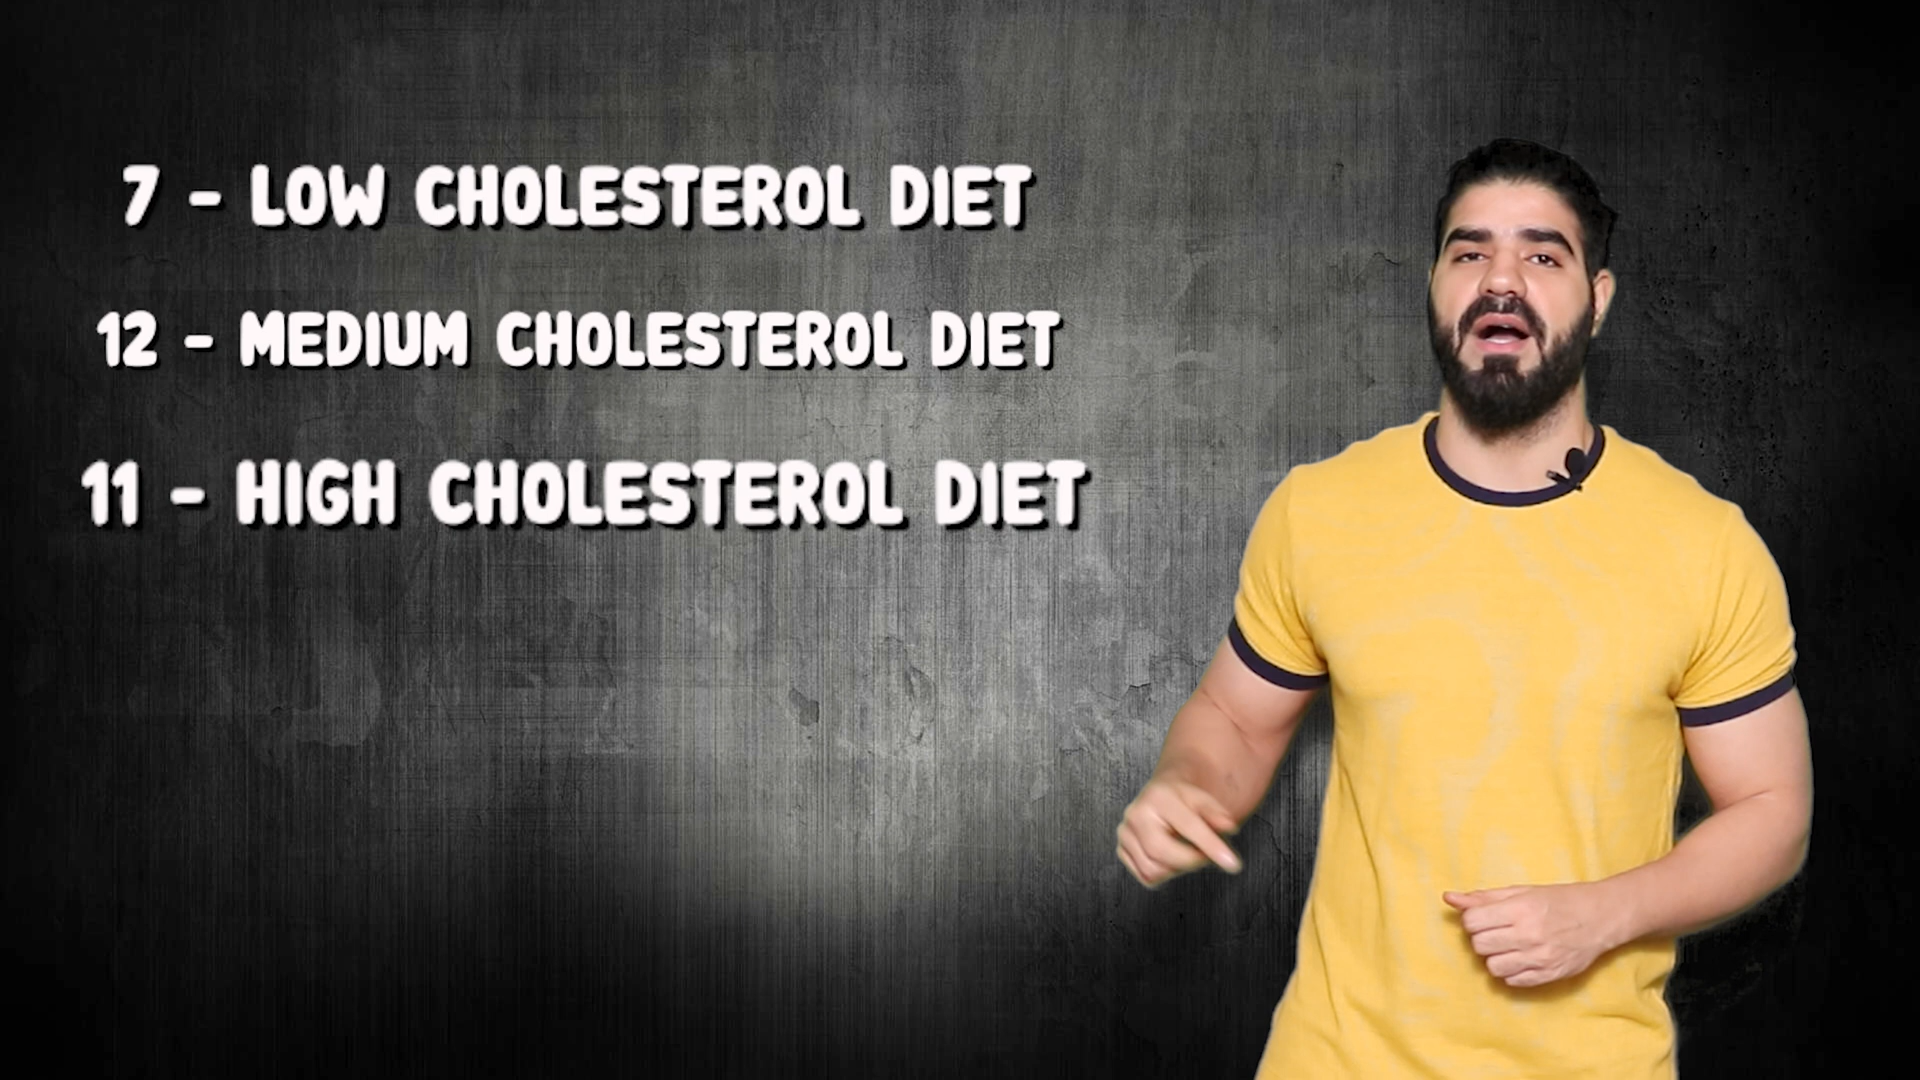 7 - LOW CHOLESTEROL DIET
12 - MEDIUM CHOLESTEROL DIET
11 - HIGH CHOLESTEROL DIET